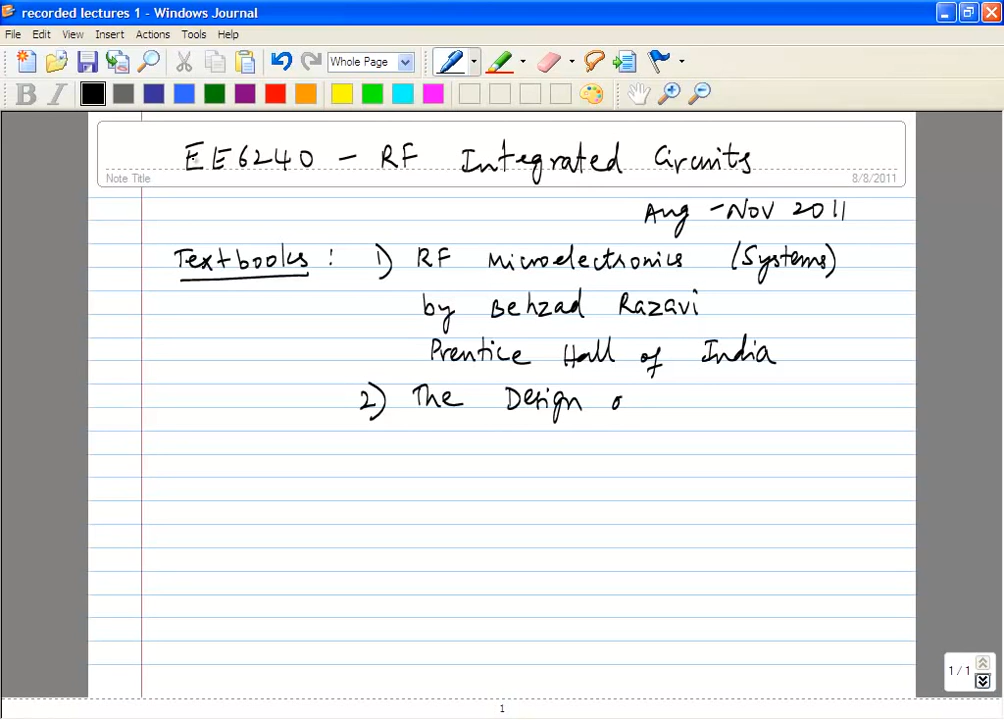 recorded lectures 1 - Windows Journal
File Edit View Insert Actions Tools Help
Whole Page
B I
EE6240 - RF Integrated Circuits
Note Title 8/8/2011
Aug - Nov 2011
Textbooks : 1) RF Microelectronics (Systems)
by Behzad Razavi
Prentice Hall of India
2) The Design o
1/1
1